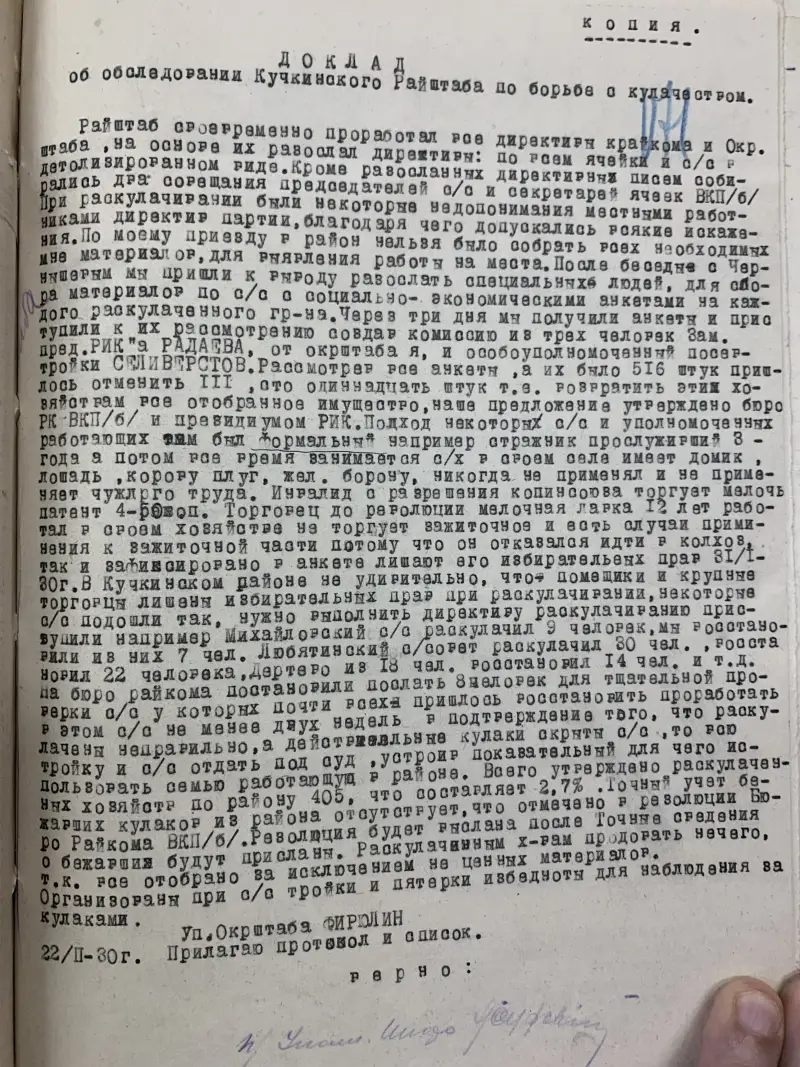 КОПИЯ.
ДОКЛАД
об обследовании Кучкинского Райштаба по борьбе с кулачеством.
Райштаб своевременно проработал все директивы крайкома и Окр.
штаба ,на основе их разослал директивы: по всем ячейки и с/с в
детолизированном виде.Кроме разосланных директивных писем соби-
рались два совещания председателей с/с и секретарей ячеек ВКП/б/
При раскулачивании были некоторые недопонимания местными работ-
никами директив партии,благодаря чего допускались всякие искаже-
ния.По моему приезду в район нельзя было собрать всех необходимых
мне материалов,для выявления работы на места.После беседы с Чер-
нышевым мы пришли к выводу разослать специальных людей, для сбо-
ра материалов по с/с с социально-экономическими анкетами на каж-
дого раскулаченного гр-на.Через три дня мы получили анкеты и прис
тупили к их рассмотрению создав комиссию из трех человек Зам.
пред.РИК"а РАДАЕВА, от окрштаба я, и особоуполномоченный посев-
тройки СЕЛИВЕРСТОВ.Рассмотрев все анкеты ,а их было 516 штук приш-
лось отменить III ,сто одиннадцать штук т.е. возвратить этим хо-
зяйствам все отобранное имущество,наше предложение утверждено бюро
РК ВКП/б/ и президиумом РИК.Подход некоторых с/с и уполномоченных
работающих там был формальный например стражник прослуживший 3 -
года а потом все время занимается с/х в своем селе имеет домик ,
лошадь ,корову плуг, жел. борону, никогда не применял и не приме-
няет чужлого труда. Инвалид с разрешения копинсоюза торгует мелочь
патент 4- Торговец до революции мелочная лавка 12 лет рабо-
тал в своем хозяйстве не торгует зажиточное и есть случаи прими-
нения к зажиточной части потому что он отказался идти в колхоз,
так и зафиксировано в анкете лишают его избирательных прав 31/I-
30г.В Кучкинском районе не удивительно, что помещики и крупные
торговцы лишены избирательных прав при раскулачивании,некоторые
с/с подошли так, нужно выполнить директиву раскулачиванию прис-
вупили например Михайловский с/с раскулачил 9 человек,мы восстано-
вили из них 7 чел. Любятинский с/совет раскулачил 30 чел. ,восста
новил 22 человека,Дертево из 18 чел. восстановил 14 чел. и т.д.
На бюро райкома постановили послать 3человек для тщательной про-
верки с/с у которых почти всех пришлось восстановить проработать
в этом с/с не менее двух недель в подтверждение того, что раску-
лачены неправильно,а действиельные кулаки скрыты с/с ,то всю
тройку и с/с отдать под суд ,устроив показательный для чего ис-
пользовать семью работающую в районе. Всего утверждено раскулачен-
ных хозяйств по району 405, что составляет 2,7% .Точный учет бе-
жавших кулаков из района отсутствует,что отмечено в резолюции Бю-
ро Райкома ВКП/б/.Резолюция будет выслана после Точные сведения
о бежавших будут присланы. Раскулаченным х-вам продовать нечего,
т.к. все отобрано за исключением не ценных материалов.
Организованы при с/с тройки и пятерки избедноты для наблюдения за
кулаками.
Уп.Окрштаба ФИРЮЛИН
22/II-30г. Прилагаю протокол и список.
верно: